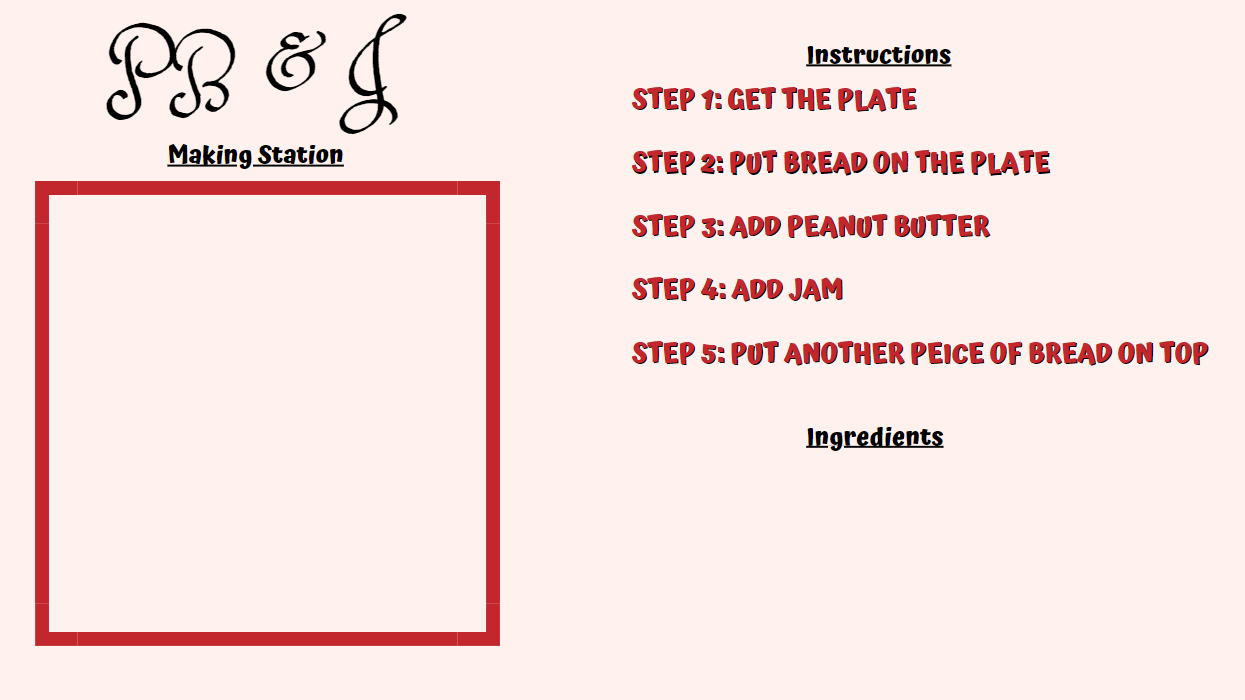 PB & J
Making Station
Instructions
STEP 1: GET THE PLATE
STEP 2: PUT BREAD ON THE PLATE
STEP 3: ADD PEANUT BUTTER
STEP 4: ADD JAM
STEP 5: PUT ANOTHER PEICE OF BREAD ON TOP
Ingredients